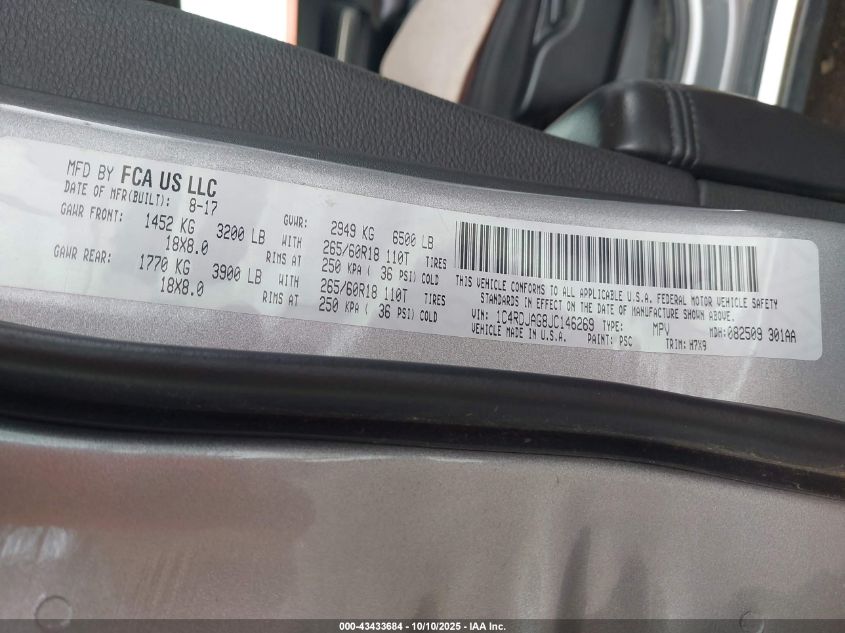 MFD BY FCA US LLC
DATE OF MFR(BUILT): 8-17
GVWR: 2949 KG 6500 LB
GAWR FRONT: 1452 KG 3200 LB WITH 265/60R18 110T TIRES
18X8.0 RIMS AT 250 KPA ( 36 PSI) COLD
GAWR REAR: 1770 KG 3900 LB WITH 265/60R18 110T TIRES
18X8.0 RIMS AT 250 KPA ( 36 PSI) COLD
THIS VEHICLE CONFORMS TO ALL APPLICABLE U.S.A. FEDERAL MOTOR VEHICLE SAFETY
STANDARDS IN EFFECT ON THE DATE OF MANUFACTURE SHOWN ABOVE.
VIN: 1C4RDJAG8JC146269 TYPE: MPV MDH:082509 301AA
VEHICLE MADE IN U.S.A. PAINT: PSC TRIM: H7X9
000-43433684 - 10/10/2025 - IAA Inc.